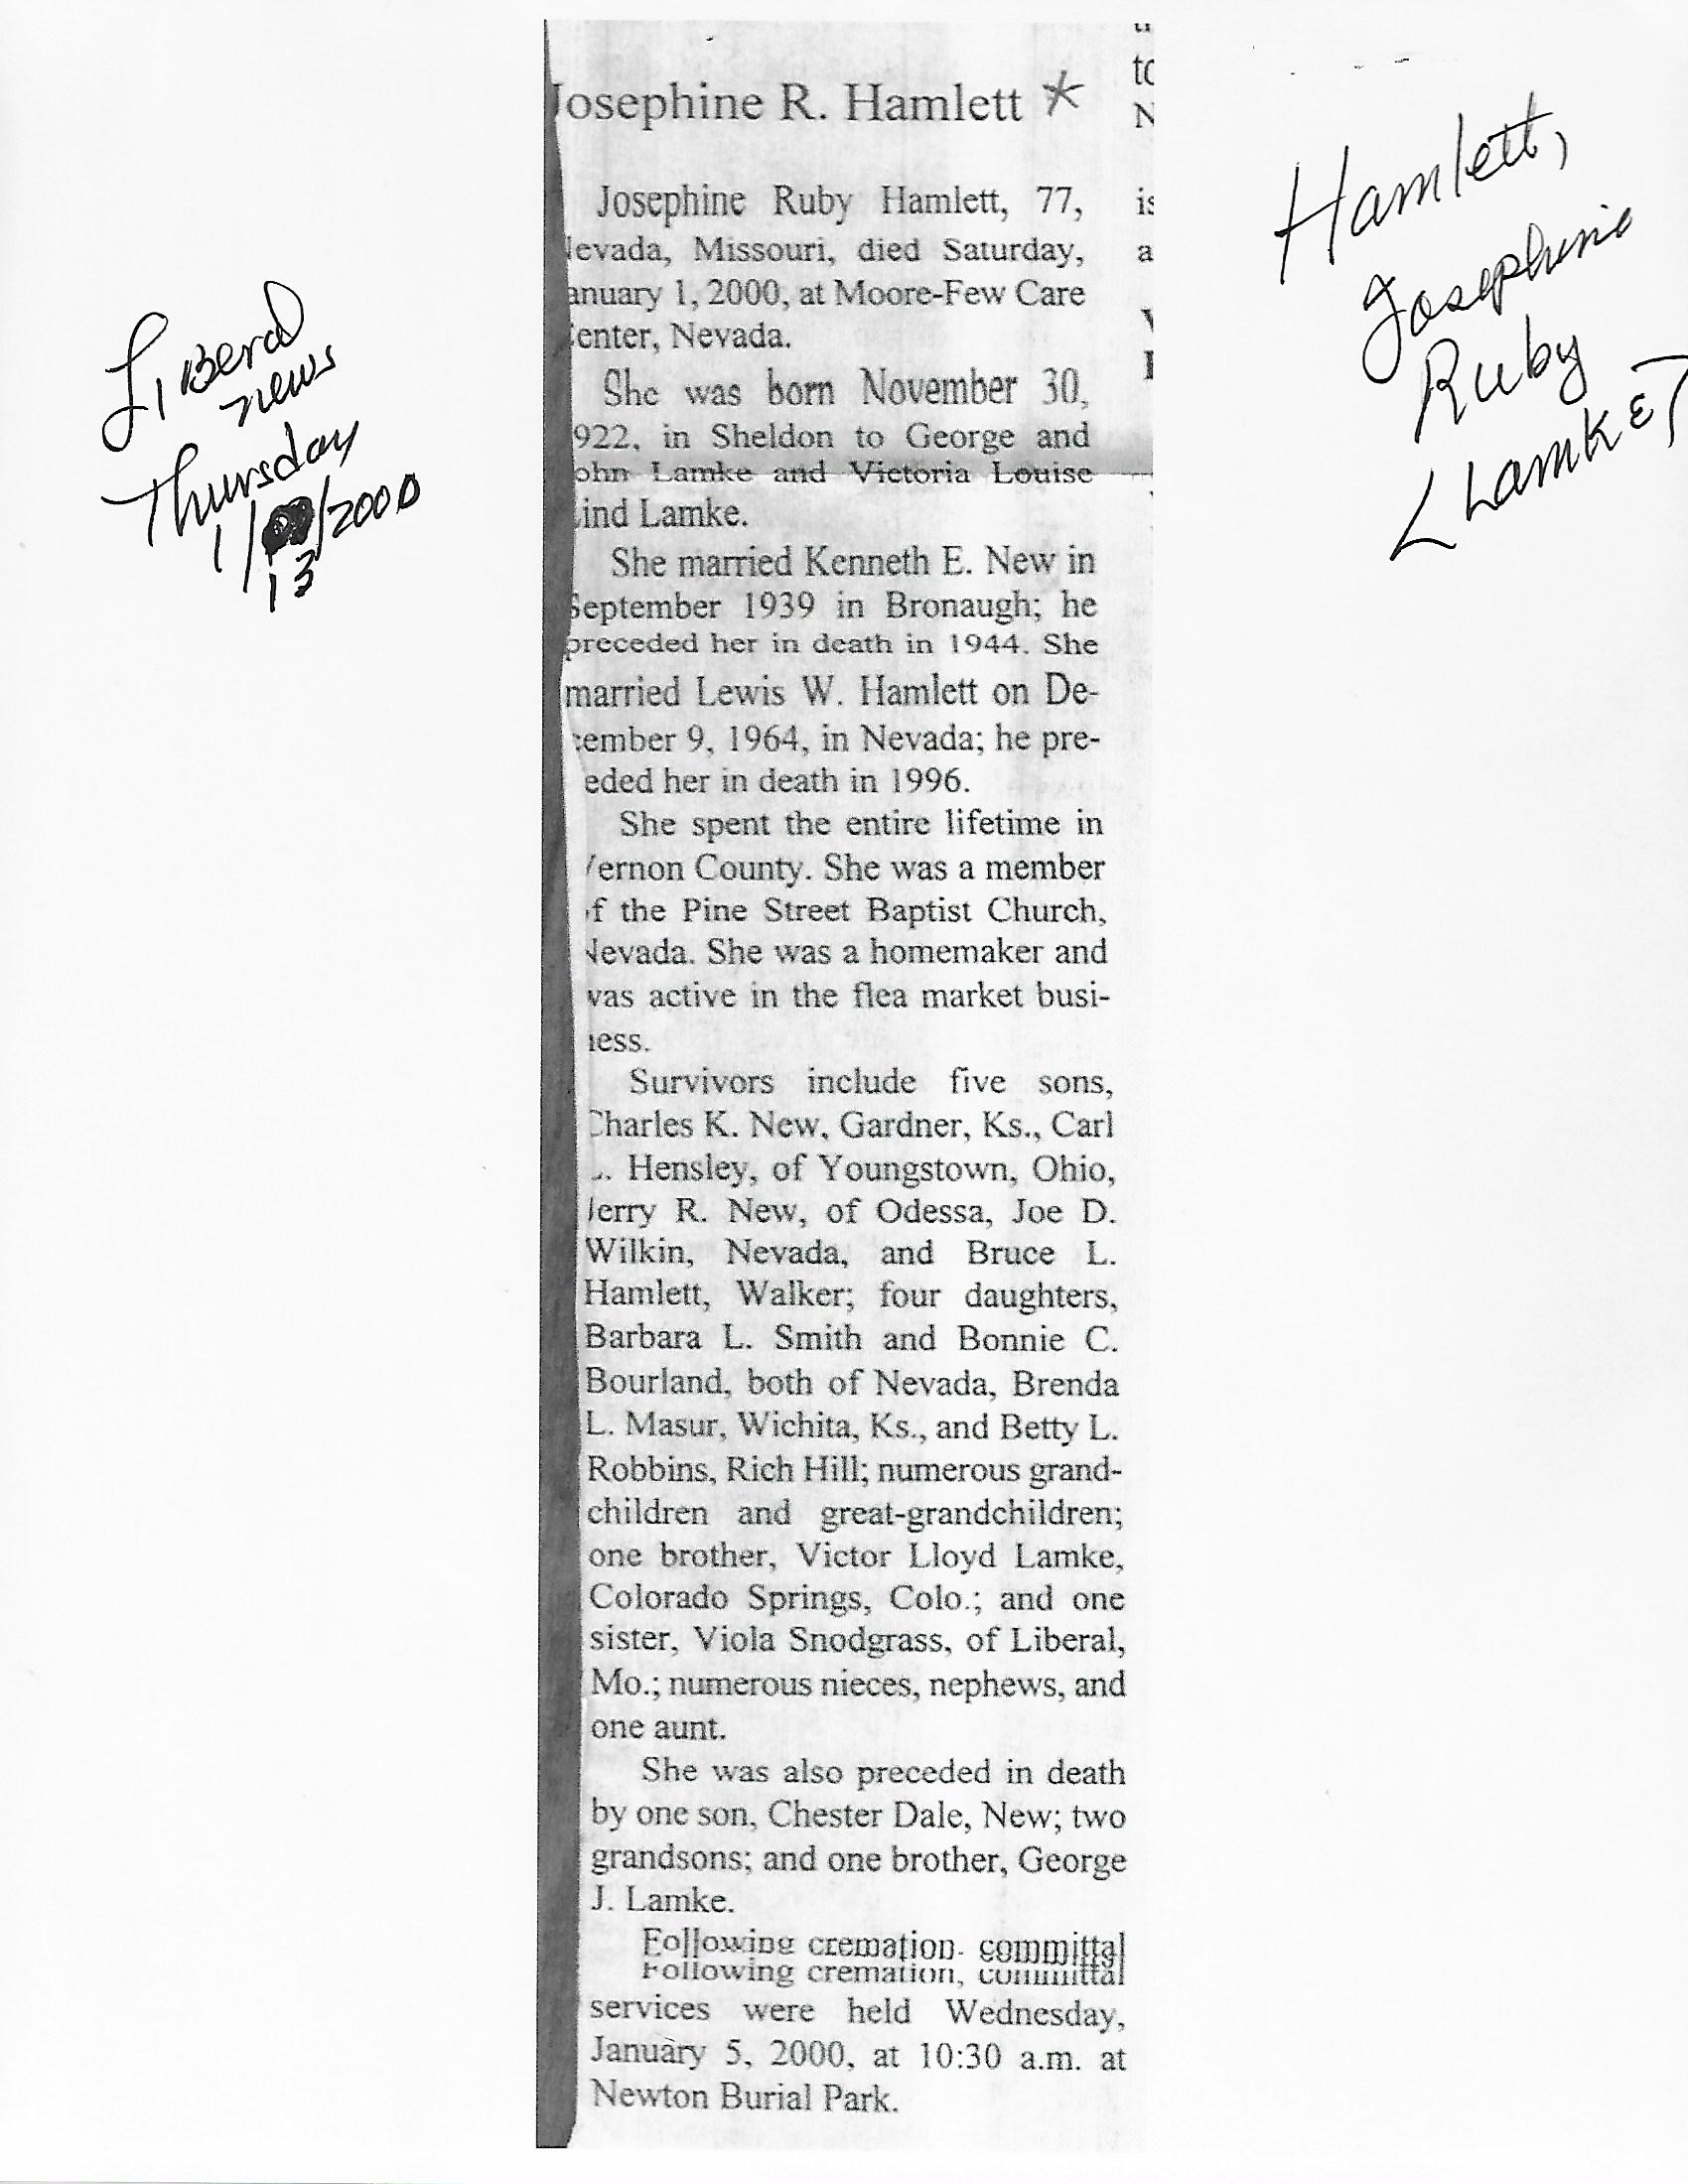 Josephine R. Hamlett *
Josephine Ruby Hamlett, 77,
Nevada, Missouri, died Saturday,
anuary 1, 2000, at Moore-Few Care
Center, Nevada.
She was born November 30,
922, in Sheldon to George and
ohn Lamke and Victoria Louise
Lind Lamke.
She married Kenneth E. New in
September 1939 in Bronaugh; he
preceded her in death in 1944. She
married Lewis W. Hamlett on De-
cember 9, 1964, in Nevada; he pre-
eded her in death in 1996.
She spent the entire lifetime in
Vernon County. She was a member
of the Pine Street Baptist Church,
Nevada. She was a homemaker and
was active in the flea market busi-
ness.
Survivors include five sons,
Charles K. New, Gardner, Ks., Carl
L. Hensley, of Youngstown, Ohio,
Jerry R. New, of Odessa, Joe D.
Wilkin, Nevada, and Bruce L.
Hamlett, Walker; four daughters,
Barbara L. Smith and Bonnie C.
Bourland, both of Nevada, Brenda
L. Masur, Wichita, Ks., and Betty L.
Robbins, Rich Hill; numerous grand-
children and great-grandchildren;
one brother, Victor Lloyd Lamke,
Colorado Springs, Colo.; and one
sister, Viola Snodgrass, of Liberal,
Mo.; numerous nieces, nephews, and
one aunt.
She was also preceded in death
by one son, Chester Dale, New; two
grandsons; and one brother, George
J. Lamke.
Following cremation, committal
Following cremation, committal
services were held Wednesday,
January 5, 2000, at 10:30 a.m. at
Newton Burial Park.
Liberal
news
Thursday
1/ /2000
13
Hamlett,
Josephine
Ruby
< Lamke >